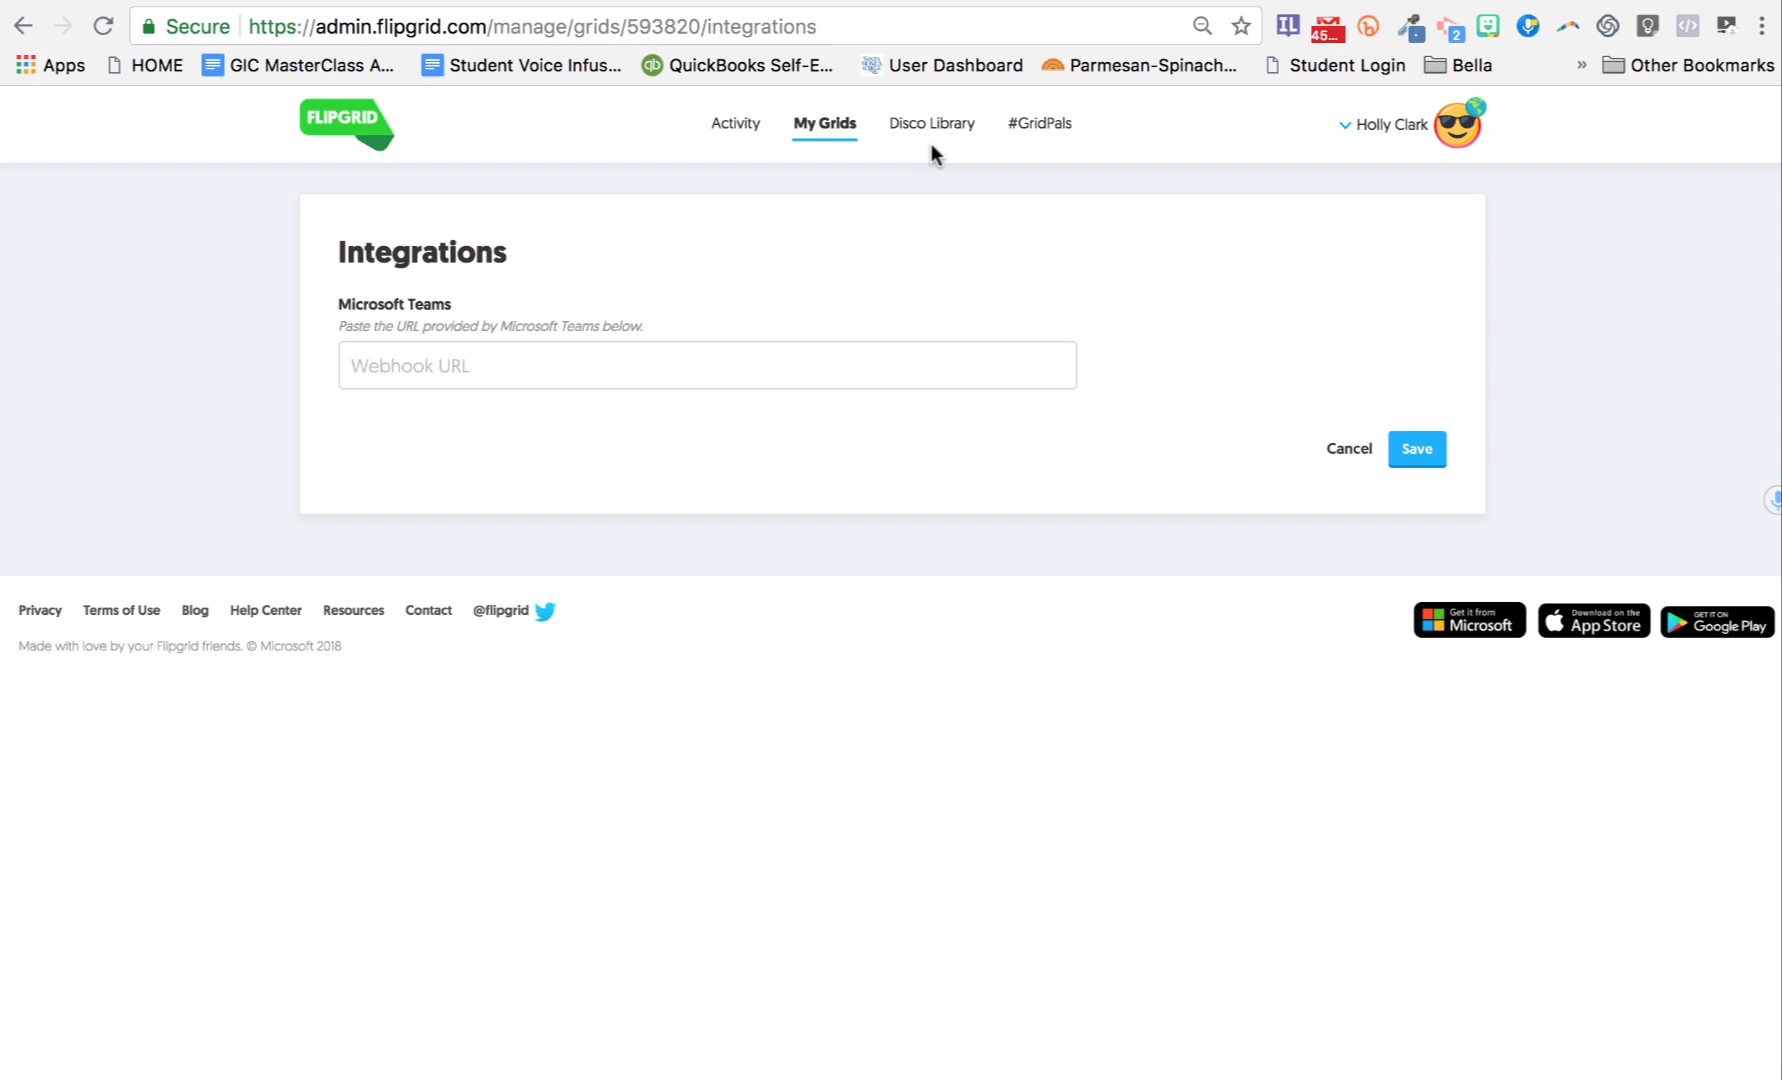 Secure https://admin.flipgrid.com/manage/grids/593820/integrations
45...
2
Apps HOME GIC MasterClass A... Student Voice Infus... qb QuickBooks Self-E... User Dashboard Parmesan-Spinach... Student Login Bella » Other Bookmarks
FLIPGRID
Activity My Grids Disco Library #GridPals Holly Clark
Integrations
Microsoft Teams
Paste the URL provided by Microsoft Teams below.
Webhook URL
Cancel Save
Privacy Terms of Use Blog Help Center Resources Contact @flipgrid
Get it from Microsoft Download on the App Store GET IT ON Google Play
Made with love by your Flipgrid friends. © Microsoft 2018